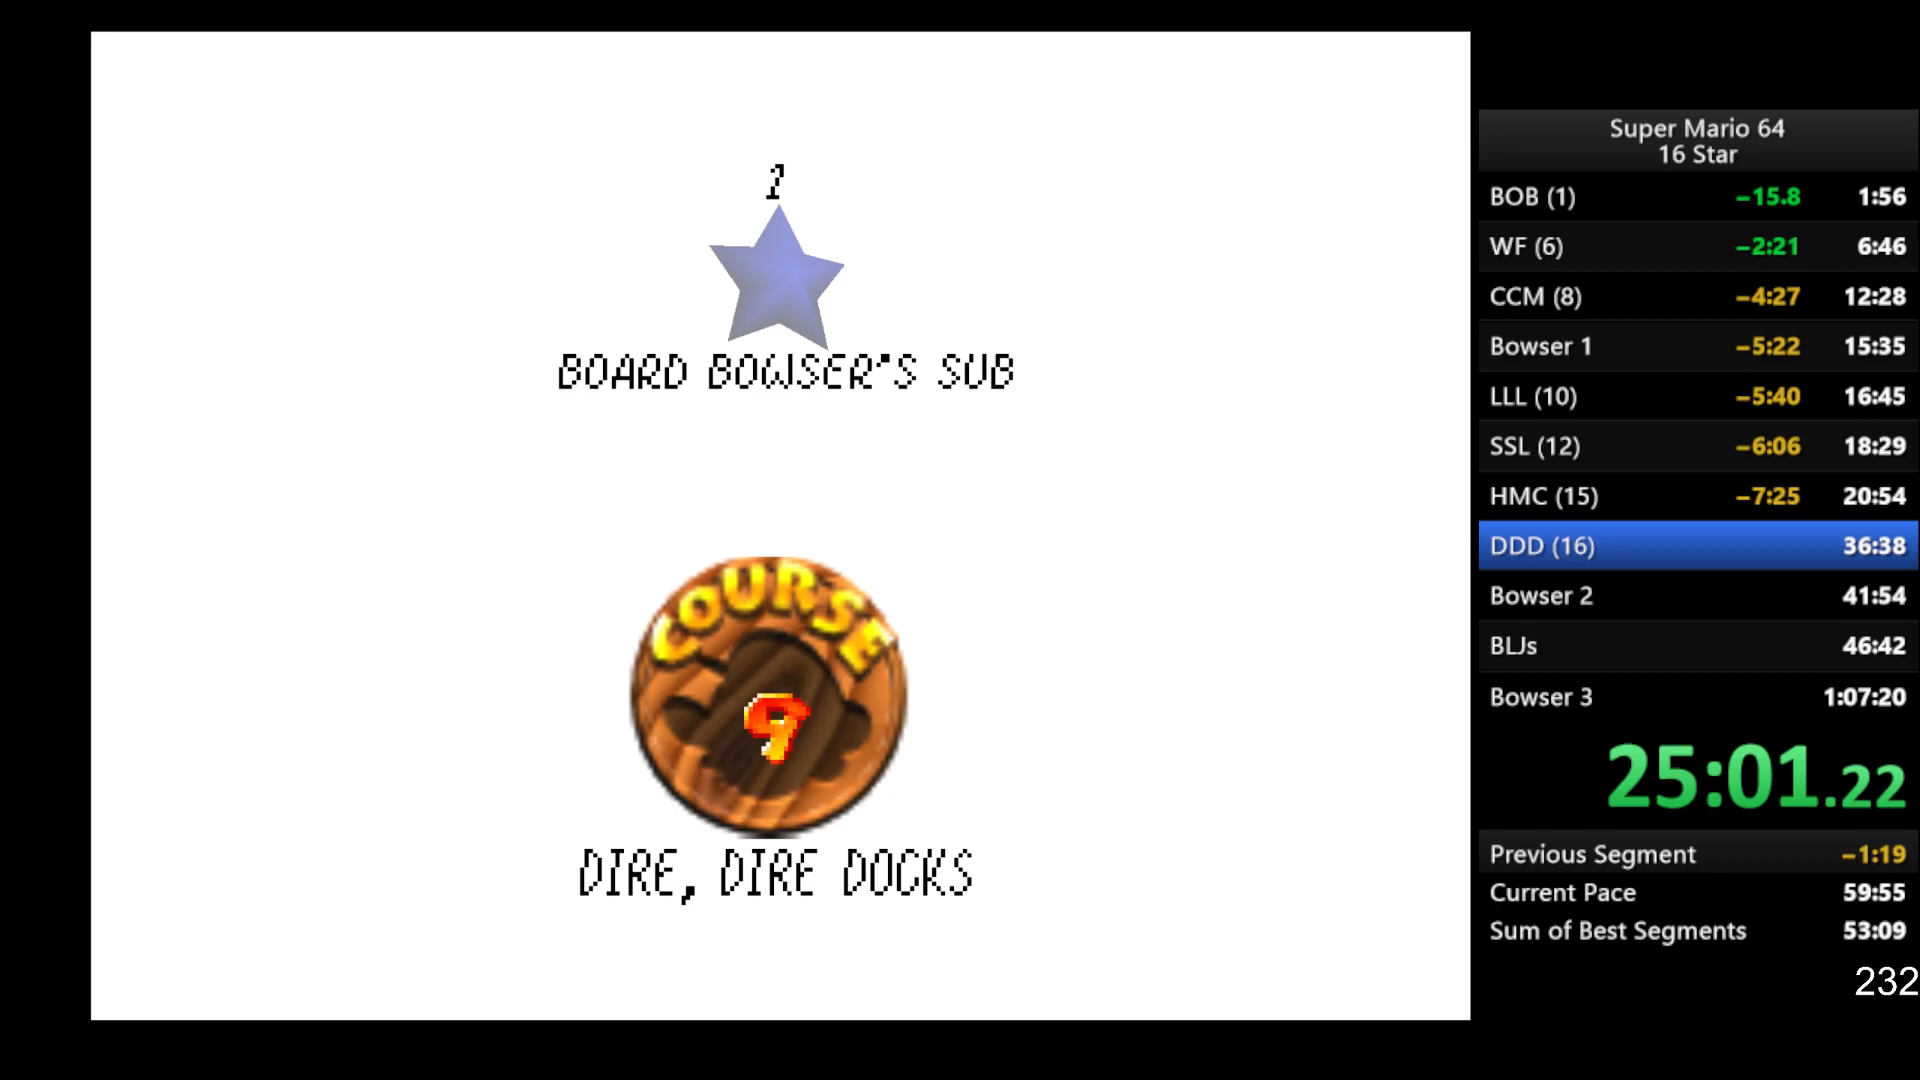 1
BOARD BOWSER'S SUB
COURSE
9
DIRE, DIRE DOCKS
Super Mario 64
16 Star
BOB (1) −15.8 1:56
WF (6) −2:21 6:46
CCM (8) −4:27 12:28
Bowser 1 −5:22 15:35
LLL (10) −5:40 16:45
SSL (12) −6:06 18:29
HMC (15) −7:25 20:54
DDD (16) 36:38
Bowser 2 41:54
BLJs 46:42
Bowser 3 1:07:20
25:01.22
Previous Segment −1:19
Current Pace 59:55
Sum of Best Segments 53:09
232